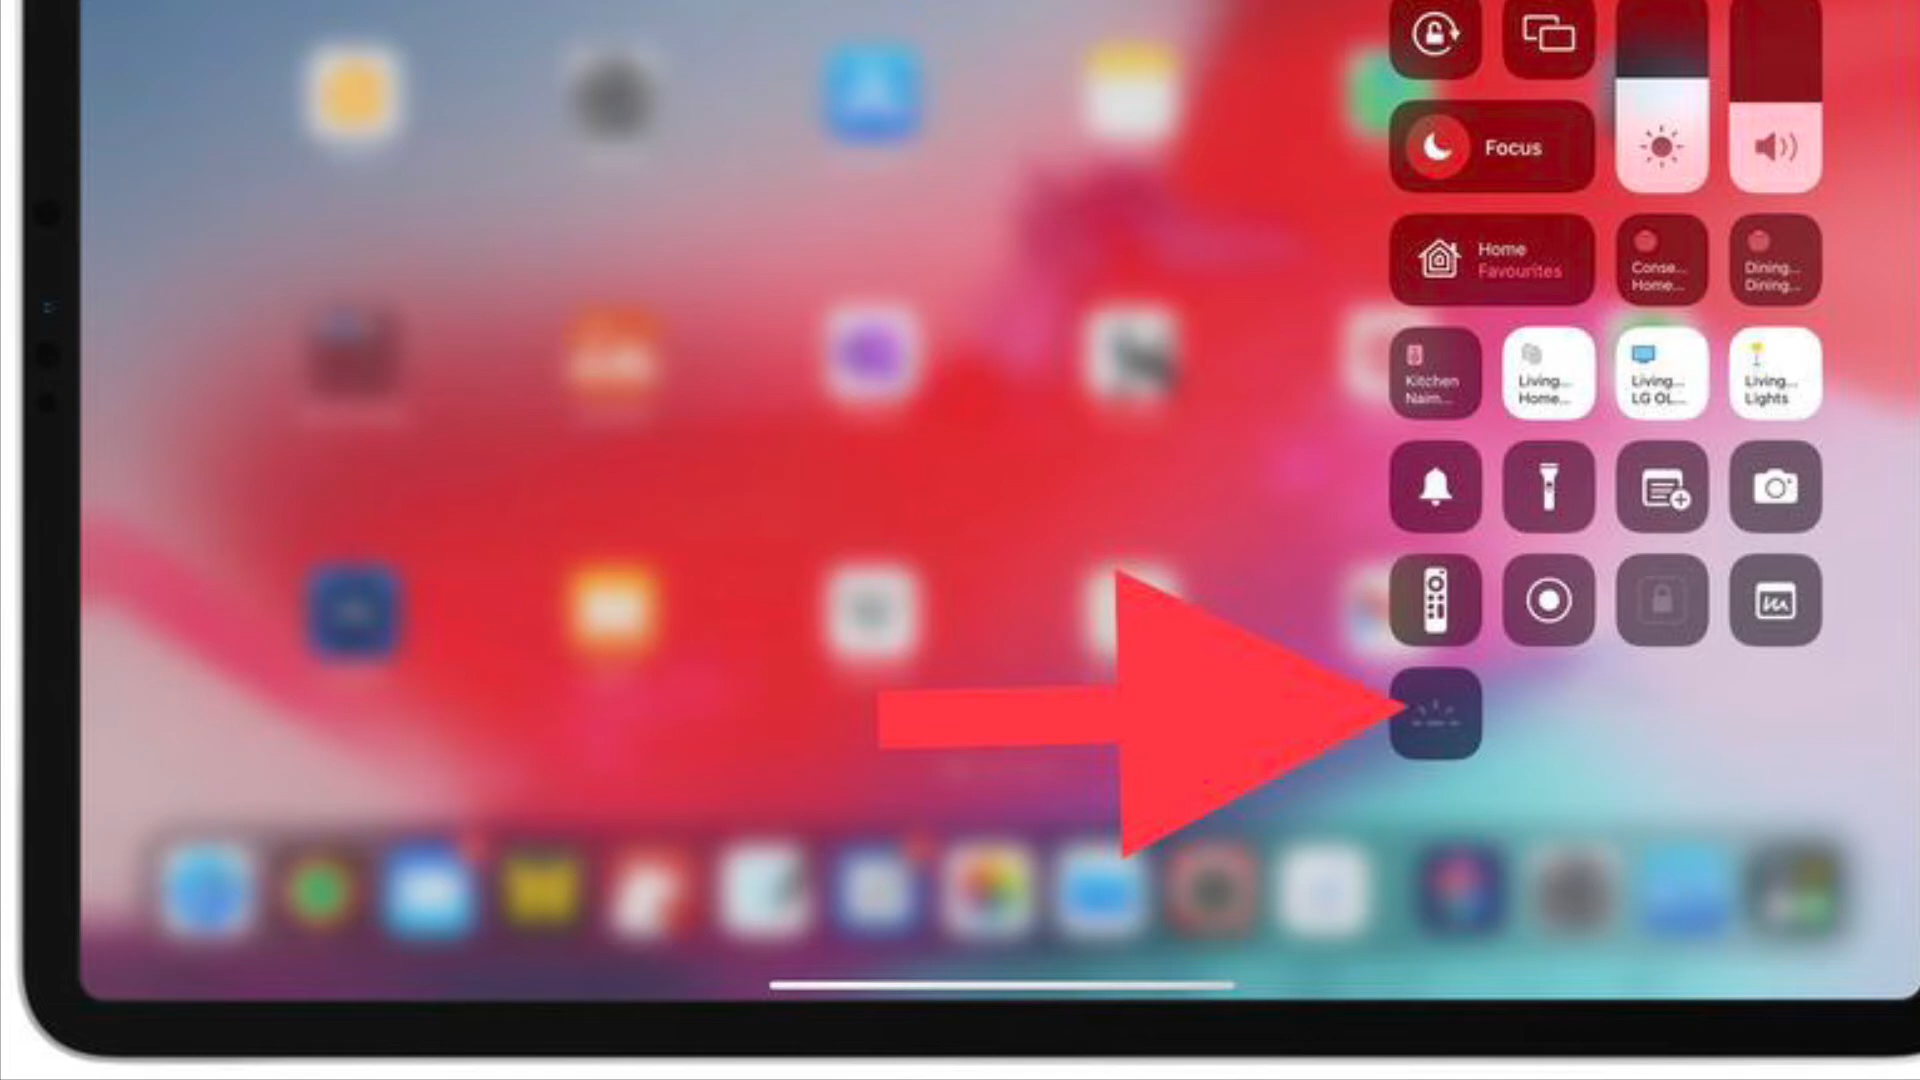 Focus
Home
Favourites
Conse...
Home...
Dining...
Dining...
Kitchen
Naim...
Living...
Home...
Living...
LG OL...
Living...
Lights